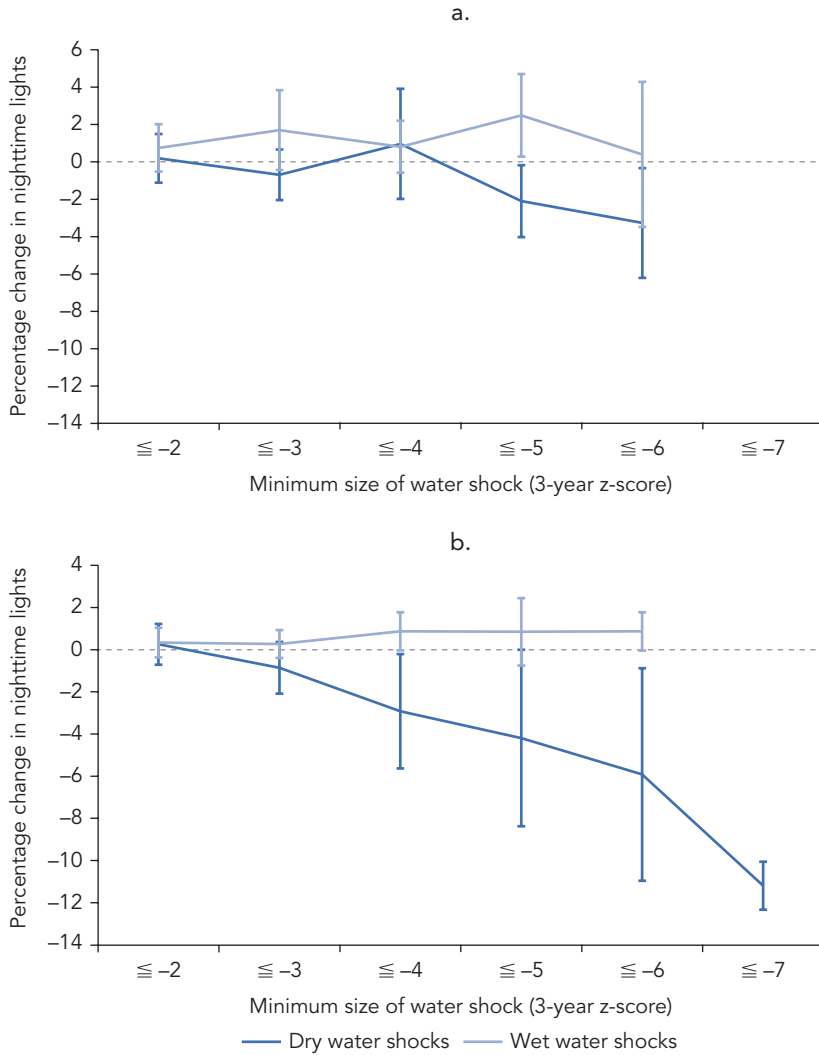 a.
Percentage change in nighttime lights
6
4
2
0
–2
–4
–6
–8
–10
–12
–14
≦ –2 ≦ –3 ≦ –4 ≦ –5 ≦ –6 ≦ –7
Minimum size of water shock (3-year z-score)
b.
Percentage change in nighttime lights
4
2
0
–2
–4
–6
–8
–10
–12
–14
≦ –2 ≦ –3 ≦ –4 ≦ –5 ≦ –6 ≦ –7
Minimum size of water shock (3-year z-score)
Dry water shocks Wet water shocks